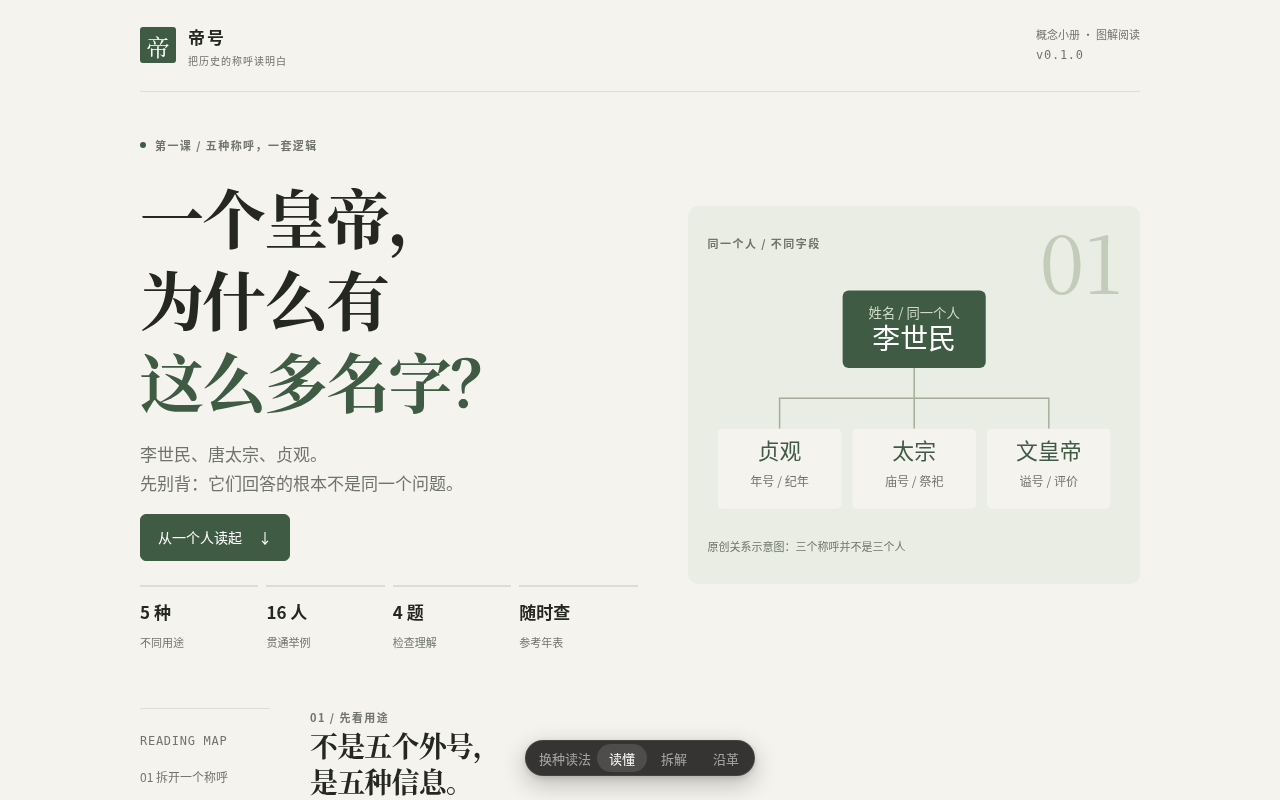 帝
帝号
把历史的称呼读明白
概念小册 · 图解阅读
v0.1.0
第一课 / 五种称呼，一套逻辑
一个皇帝，
为什么有
这么多名字？
李世民、唐太宗、贞观。
先别背：它们回答的根本不是同一个问题。
从一个人读起 ↓
5 种
不同用途
16 人
贯通举例
4 题
检查理解
随时查
参考年表
同一个人 / 不同字段
01
姓名 / 同一个人
李世民
贞观
年号 / 纪年
太宗
庙号 / 祭祀
文皇帝
谥号 / 评价
原创关系示意图：三个称呼并不是三个人
READING MAP
01 拆开一个称呼
01 / 先看用途
不是五个外号，
是五种信息。
换种读法 读懂 拆解 沿革